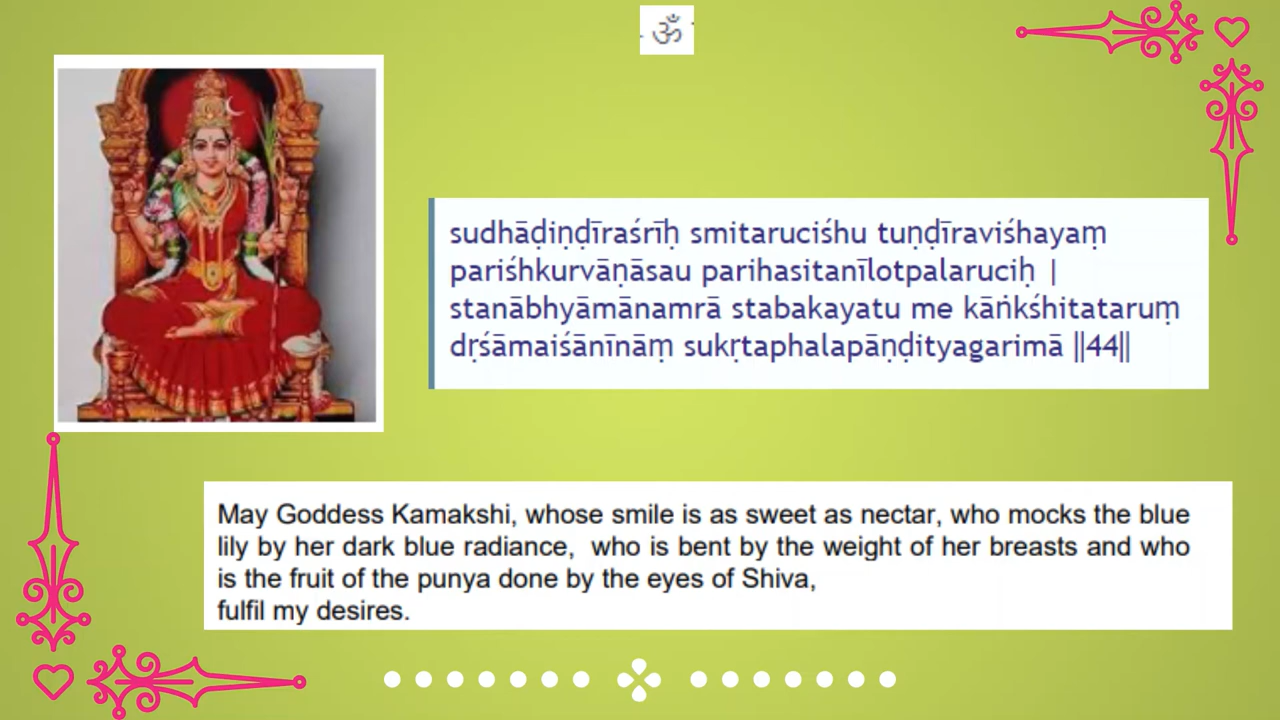 ॐ
sudhāḍiṇḍīraśrīḥ smitaruciśhu tuṇḍīraviśhayaṃ
pariśhkurvāṇāsau parihasitanīlotpalaruciḥ |
stanābhyāmānamrā stabakayatu me kāṅkśhitataruṃ
dṛśāmaiśānīnāṃ sukṛtaphalapāṇḍityagarimā ‖44‖
May Goddess Kamakshi, whose smile is as sweet as nectar, who mocks the blue
lily by her dark blue radiance, who is bent by the weight of her breasts and who
is the fruit of the punya done by the eyes of Shiva,
fulfil my desires.